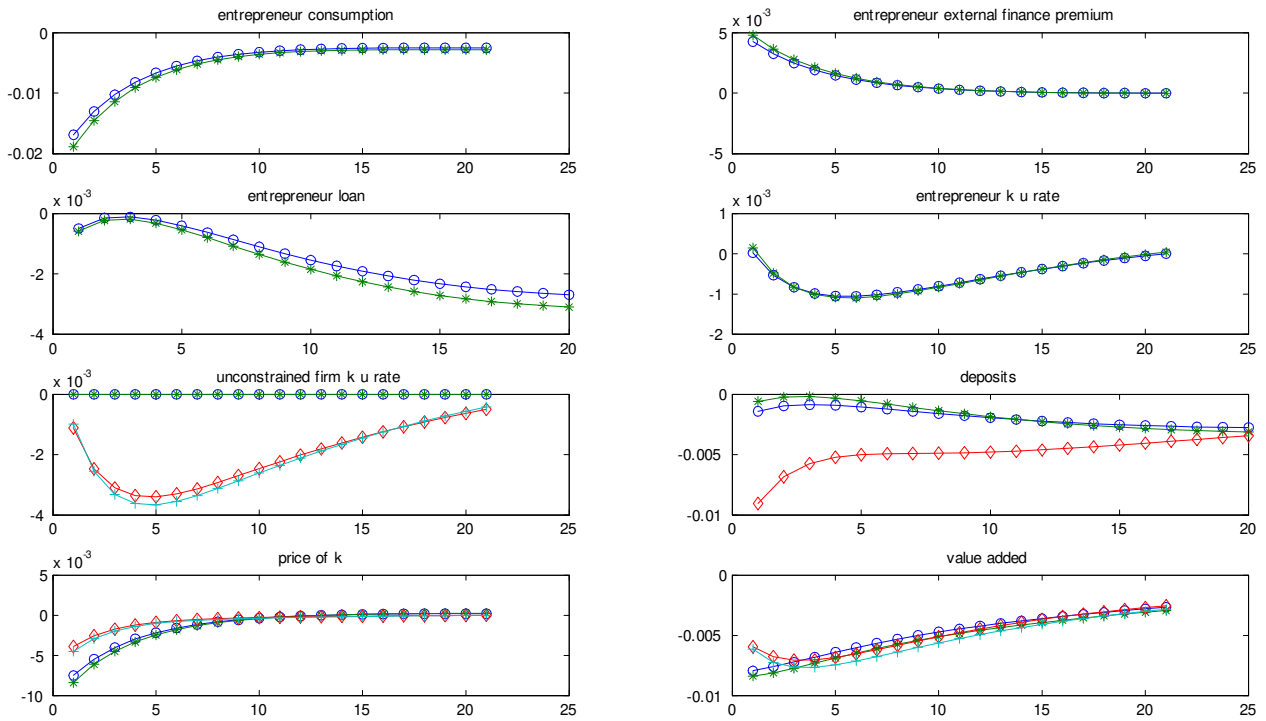 entrepreneur consumption
0
-0.01
-0.02
0 5 10 15 20 25
entrepreneur external finance premium
x 10^-3
5
0
-5
0 5 10 15 20 25
entrepreneur loan
x 10^-3
0
-2
-4
0 5 10 15 20
entrepreneur k u rate
x 10^-3
1
0
-1
-2
0 5 10 15 20 25
unconstrained firm k u rate
x 10^-3
0
-2
-4
0 5 10 15 20 25
deposits
0
-0.005
-0.01
0 5 10 15 20
price of k
x 10^-3
5
0
-5
-10
0 5 10 15 20 25
value added
0
-0.005
-0.01
0 5 10 15 20 25